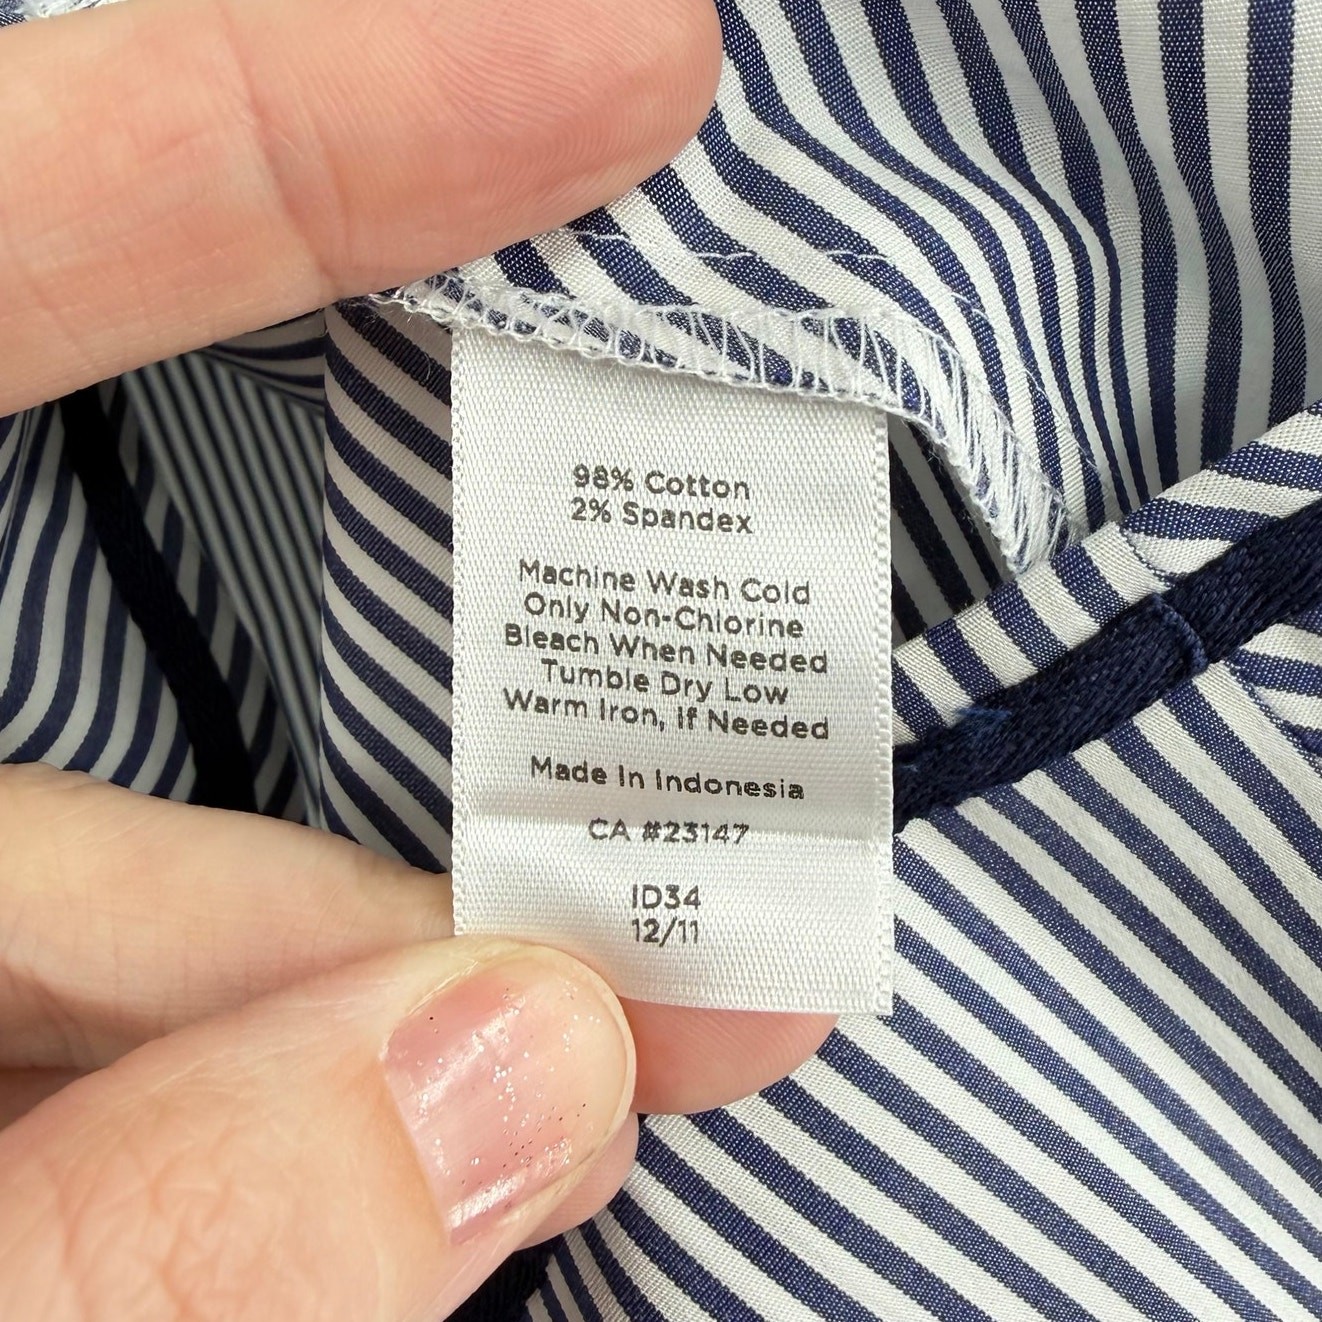 98% Cotton
2% Spandex
Machine Wash Cold
Only Non-Chlorine
Bleach When Needed
Tumble Dry Low
Warm Iron, If Needed
Made In Indonesia
CA #23147
ID34
12/11